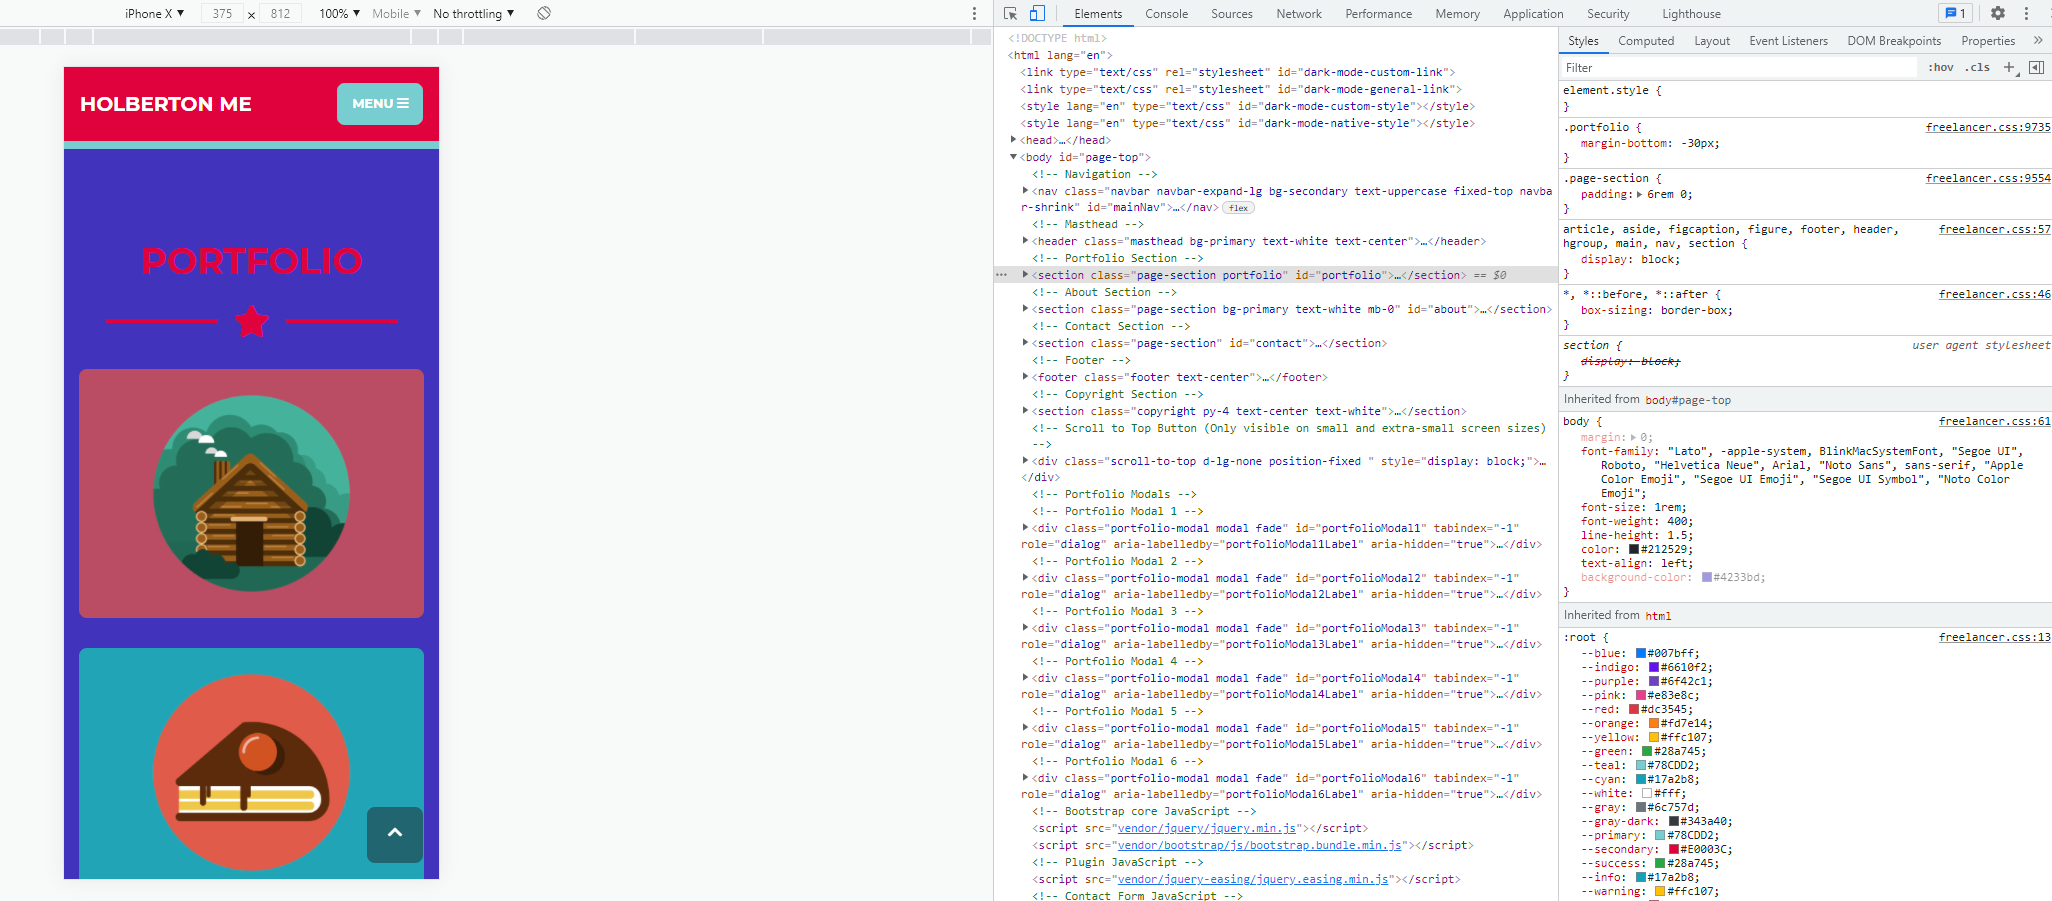 iPhone X ▼ 375 × 812 100% ▼ Mobile ▼ No throttling ▼
HOLBERTON ME
MENU
PORTFOLIO
Elements Console Sources Network Performance Memory Application Security Lighthouse 1
<!DOCTYPE html>
<html lang="en">
<link type="text/css" rel="stylesheet" id="dark-mode-custom-link">
<link type="text/css" rel="stylesheet" id="dark-mode-general-link">
<style lang="en" type="text/css" id="dark-mode-custom-style"></style>
<style lang="en" type="text/css" id="dark-mode-native-style"></style>
▶<head>…</head>
▼<body id="page-top">
<!-- Navigation -->
▶<nav class="navbar navbar-expand-lg bg-secondary text-uppercase fixed-top navba
r-shrink" id="mainNav">…</nav> flex
<!-- Masthead -->
▶<header class="masthead bg-primary text-white text-center">…</header>
<!-- Portfolio Section -->
… ▶<section class="page-section portfolio" id="portfolio">…</section> == $0
<!-- About Section -->
▶<section class="page-section bg-primary text-white mb-0" id="about">…</section>
<!-- Contact Section -->
▶<section class="page-section" id="contact">…</section>
<!-- Footer -->
▶<footer class="footer text-center">…</footer>
<!-- Copyright Section -->
▶<section class="copyright py-4 text-center text-white">…</section>
<!-- Scroll to Top Button (Only visible on small and extra-small screen sizes)
-->
▶<div class="scroll-to-top d-lg-none position-fixed " style="display: block;">…
</div>
<!-- Portfolio Modals -->
<!-- Portfolio Modal 1 -->
▶<div class="portfolio-modal modal fade" id="portfolioModal1" tabindex="-1"
role="dialog" aria-labelledby="portfolioModal1Label" aria-hidden="true">…</div>
<!-- Portfolio Modal 2 -->
▶<div class="portfolio-modal modal fade" id="portfolioModal2" tabindex="-1"
role="dialog" aria-labelledby="portfolioModal2Label" aria-hidden="true">…</div>
<!-- Portfolio Modal 3 -->
▶<div class="portfolio-modal modal fade" id="portfolioModal3" tabindex="-1"
role="dialog" aria-labelledby="portfolioModal3Label" aria-hidden="true">…</div>
<!-- Portfolio Modal 4 -->
▶<div class="portfolio-modal modal fade" id="portfolioModal4" tabindex="-1"
role="dialog" aria-labelledby="portfolioModal4Label" aria-hidden="true">…</div>
<!-- Portfolio Modal 5 -->
▶<div class="portfolio-modal modal fade" id="portfolioModal5" tabindex="-1"
role="dialog" aria-labelledby="portfolioModal5Label" aria-hidden="true">…</div>
<!-- Portfolio Modal 6 -->
▶<div class="portfolio-modal modal fade" id="portfolioModal6" tabindex="-1"
role="dialog" aria-labelledby="portfolioModal6Label" aria-hidden="true">…</div>
<!-- Bootstrap core JavaScript -->
<script src="vendor/jquery/jquery.min.js"></script>
<script src="vendor/bootstrap/js/bootstrap.bundle.min.js"></script>
<!-- Plugin JavaScript -->
<script src="vendor/jquery-easing/jquery.easing.min.js"></script>
<!-- Contact Form JavaScript -->
Styles Computed Layout Event Listeners DOM Breakpoints Properties »
Filter :hov .cls +
element.style {
}
.portfolio { freelancer.css:9735
margin-bottom: -30px;
}
.page-section { freelancer.css:9554
padding:▶ 6rem 0;
}
article, aside, figcaption, figure, footer, header, freelancer.css:57
hgroup, main, nav, section {
display: block;
}
*, *::before, *::after { freelancer.css:46
box-sizing: border-box;
}
section { user agent stylesheet
display: block;
}
Inherited from body#page-top
body { freelancer.css:61
margin:▶ 0;
font-family: "Lato", -apple-system, BlinkMacSystemFont, "Segoe UI",
Roboto, "Helvetica Neue", Arial, "Noto Sans", sans-serif, "Apple
Color Emoji", "Segoe UI Emoji", "Segoe UI Symbol", "Noto Color
Emoji";
font-size: 1rem;
font-weight: 400;
line-height: 1.5;
color: #212529;
text-align: left;
background-color: #4233bd;
}
Inherited from html
:root { freelancer.css:13
--blue: #007bff;
--indigo: #6610f2;
--purple: #6f42c1;
--pink: #e83e8c;
--red: #dc3545;
--orange: #fd7e14;
--yellow: #ffc107;
--green: #28a745;
--teal: #78CDD2;
--cyan: #17a2b8;
--white: #fff;
--gray: #6c757d;
--gray-dark: #343a40;
--primary: #78CDD2;
--secondary: #E0003C;
--success: #28a745;
--info: #17a2b8;
--warning: #ffc107;